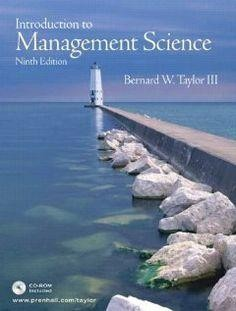 Introduction to
Management Science
Ninth Edition
Bernard W. Taylor III
CD-ROM
Included
www.prenhall.com/taylor